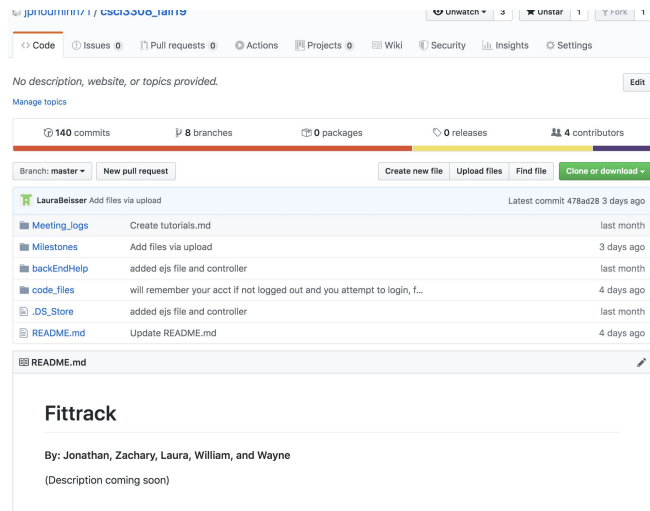 jphouminh71 / csci3308_fall19 Unwatch 3 Unstar 1 Fork 1
Code Issues 0 Pull requests 0 Actions Projects 0 Wiki Security Insights Settings
No description, website, or topics provided. Edit
Manage topics
140 commits 8 branches 0 packages 0 releases 4 contributors
Branch: master New pull request Create new file Upload files Find file Clone or download
LauraBeisser Add files via upload Latest commit 478ad28 3 days ago
Meeting_logs Create tutorials.md last month
Milestones Add files via upload 3 days ago
backEndHelp added ejs file and controller last month
code_files will remember your acct if not logged out and you attempt to login, f... 4 days ago
.DS_Store added ejs file and controller last month
README.md Update README.md 4 days ago
README.md
Fittrack
By: Jonathan, Zachary, Laura, William, and Wayne
(Description coming soon)